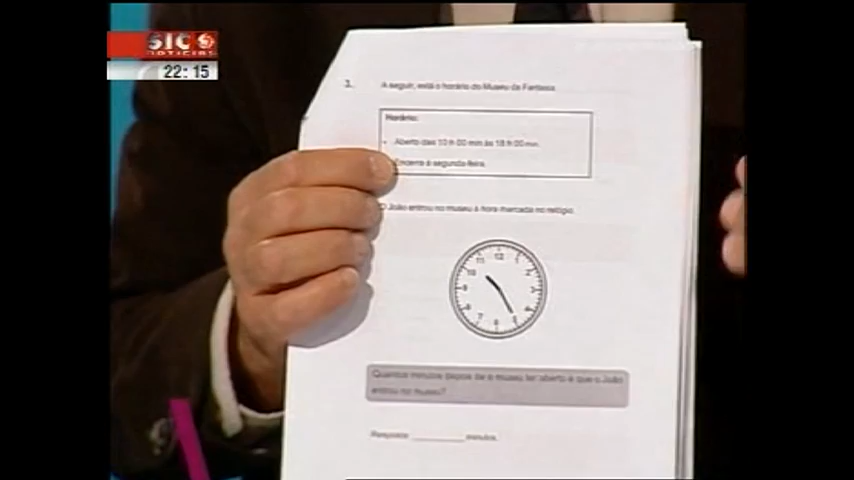 SIC
NOTÍCIAS
22:15
3. A seguir, está o horário do Museu da Fantasia.
Horário:
• Aberto das 10 h 00 min às 18 h 00 min.
Encerra à segunda-feira.
O João entrou no museu à hora marcada no relógio.
11 12 1
10 2
9 3
8 4
7 6 5
Quantos minutos depois de o museu ter aberto é que o João
entrou no museu?
Resposta: __________ minutos.